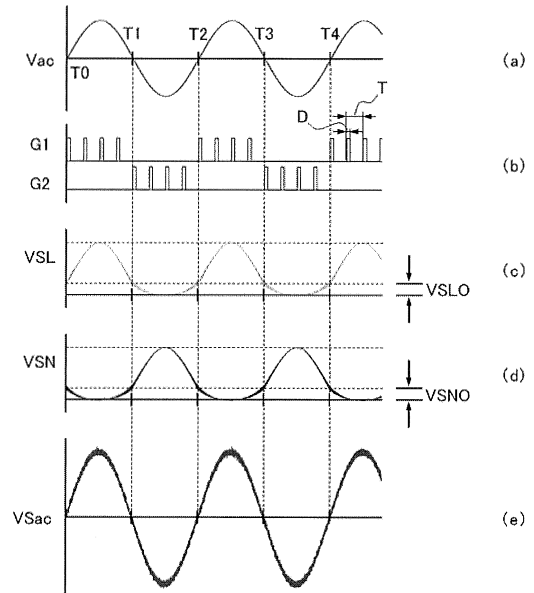 T1 T2 T3 T4
Vac (a)
T0
T
D
G1
(b)
G2
VSL
(c)
VSLO
VSN
(d)
VSNO
VSac (e)